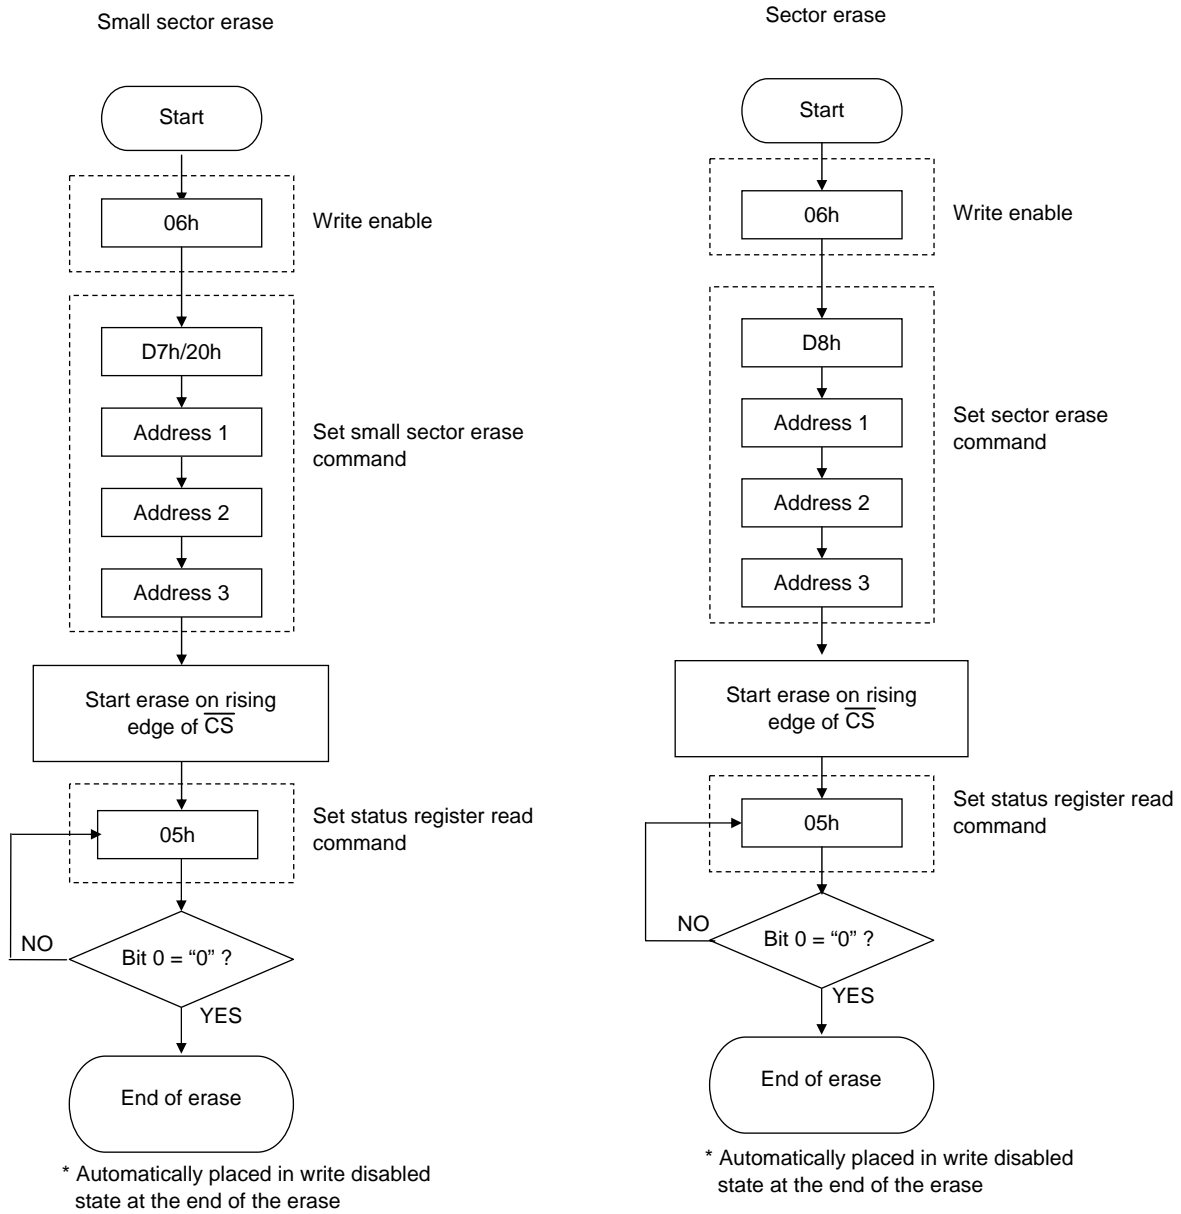 Small sector erase
Start
06h
Write enable
D7h/20h
Address 1
Set small sector erase
command
Address 2
Address 3
Start erase on rising
edge of C̅S̅
05h
Set status register read
command
NO
Bit 0 = “0” ?
YES
End of erase
* Automatically placed in write disabled
state at the end of the erase
Sector erase
Start
06h
Write enable
D8h
Address 1
Set sector erase
command
Address 2
Address 3
Start erase on rising
edge of C̅S̅
05h
Set status register read
command
NO
Bit 0 = “0” ?
YES
End of erase
* Automatically placed in write disabled
state at the end of the erase